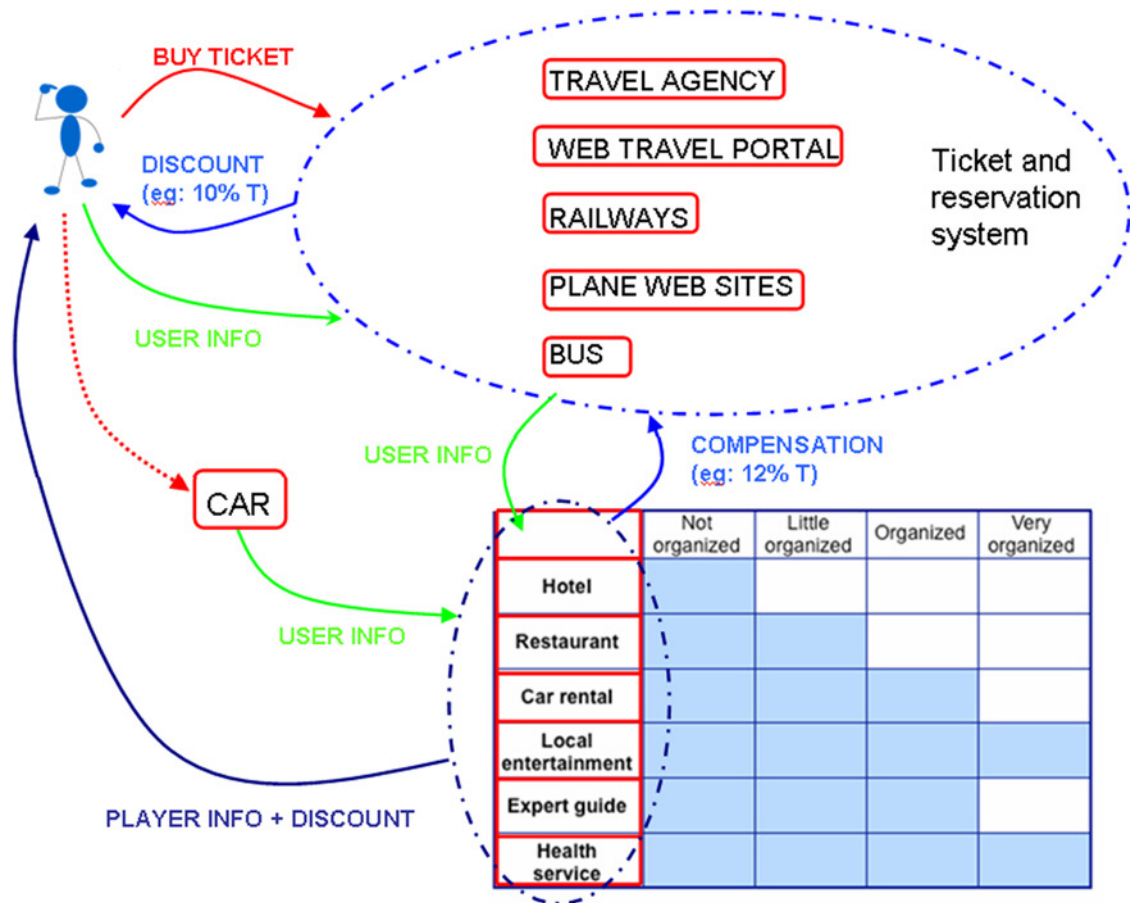 BUY TICKET
TRAVEL AGENCY
WEB TRAVEL PORTAL
DISCOUNT
(eg: 10% T)
Ticket and
reservation
system
RAILWAYS
PLANE WEB SITES
USER INFO
BUS
USER INFO
COMPENSATION
(eg: 12% T)
CAR
Not
organized
Little
organized
Organized
Very
organized
Hotel
USER INFO
Restaurant
Car rental
Local
entertainment
PLAYER INFO + DISCOUNT
Expert guide
Health
service